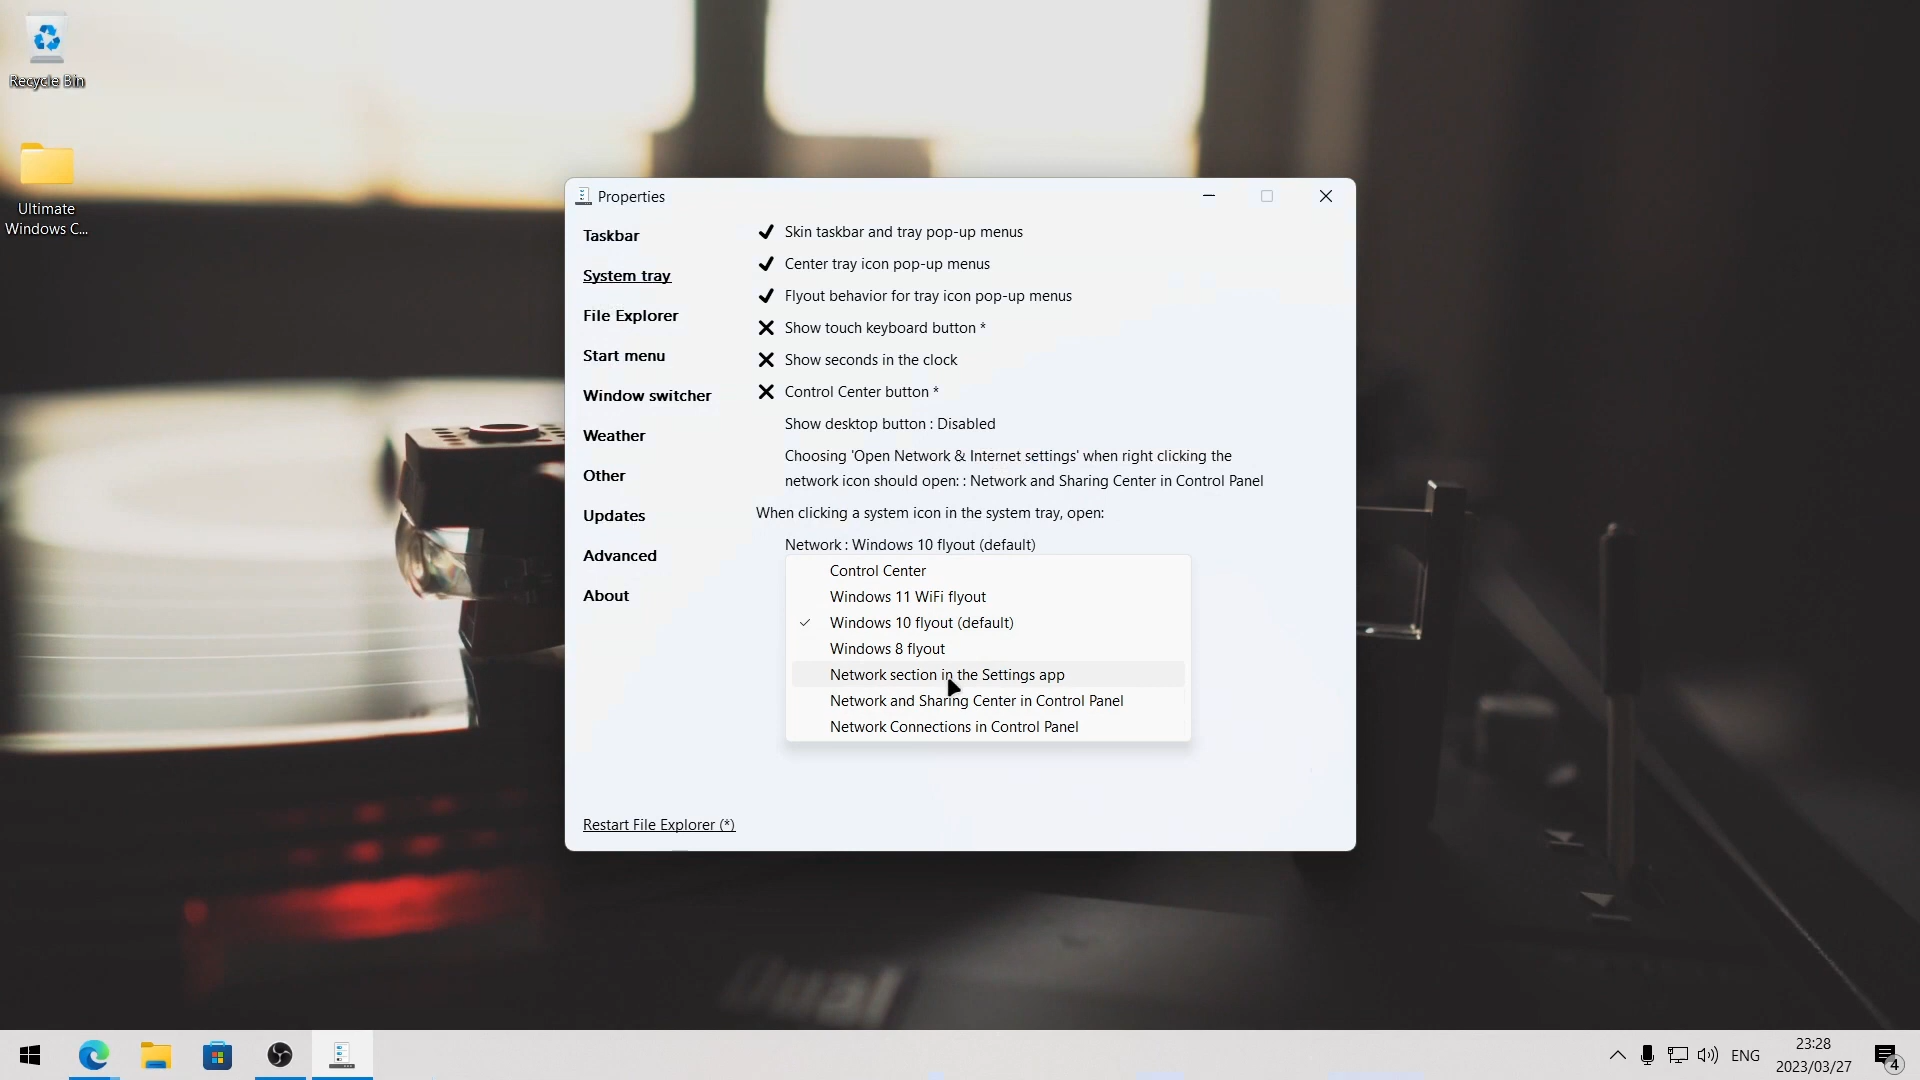 Recycle Bin
Ultimate
Windows C...
Properties
Taskbar
System tray
File Explorer
Start menu
Window switcher
Weather
Other
Updates
Advanced
About
Restart File Explorer (*)
Skin taskbar and tray pop-up menus
Center tray icon pop-up menus
Flyout behavior for tray icon pop-up menus
Show touch keyboard button *
Show seconds in the clock
Control Center button *
Show desktop button : Disabled
Choosing 'Open Network & Internet settings' when right clicking the
network icon should open: : Network and Sharing Center in Control Panel
When clicking a system icon in the system tray, open:
Network : Windows 10 flyout (default)
Control Center
Windows 11 WiFi flyout
Windows 10 flyout (default)
Windows 8 flyout
Network section in the Settings app
Network and Sharing Center in Control Panel
Network Connections in Control Panel
Dual
ENG
23:28
2023/03/27
4